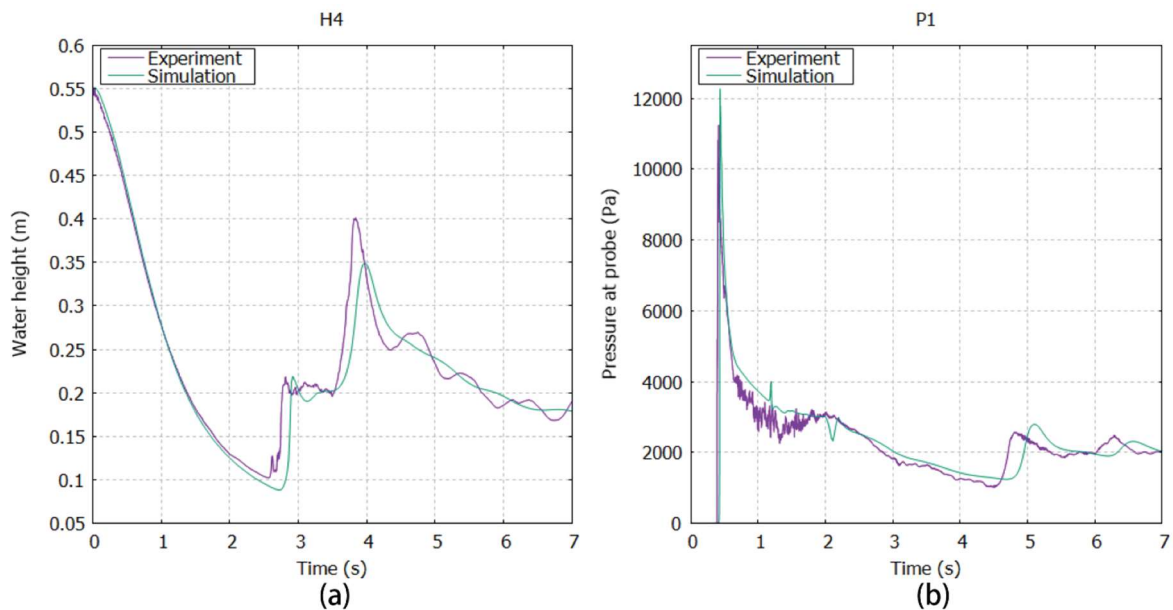 H4
Experiment
Simulation
Water height (m)
0.6
0.55
0.5
0.45
0.4
0.35
0.3
0.25
0.2
0.15
0.1
0.05
0 1 2 3 4 5 6 7
Time (s)
(a)
P1
Experiment
Simulation
Pressure at probe (Pa)
12000
10000
8000
6000
4000
2000
0
0 1 2 3 4 5 6 7
Time (s)
(b)